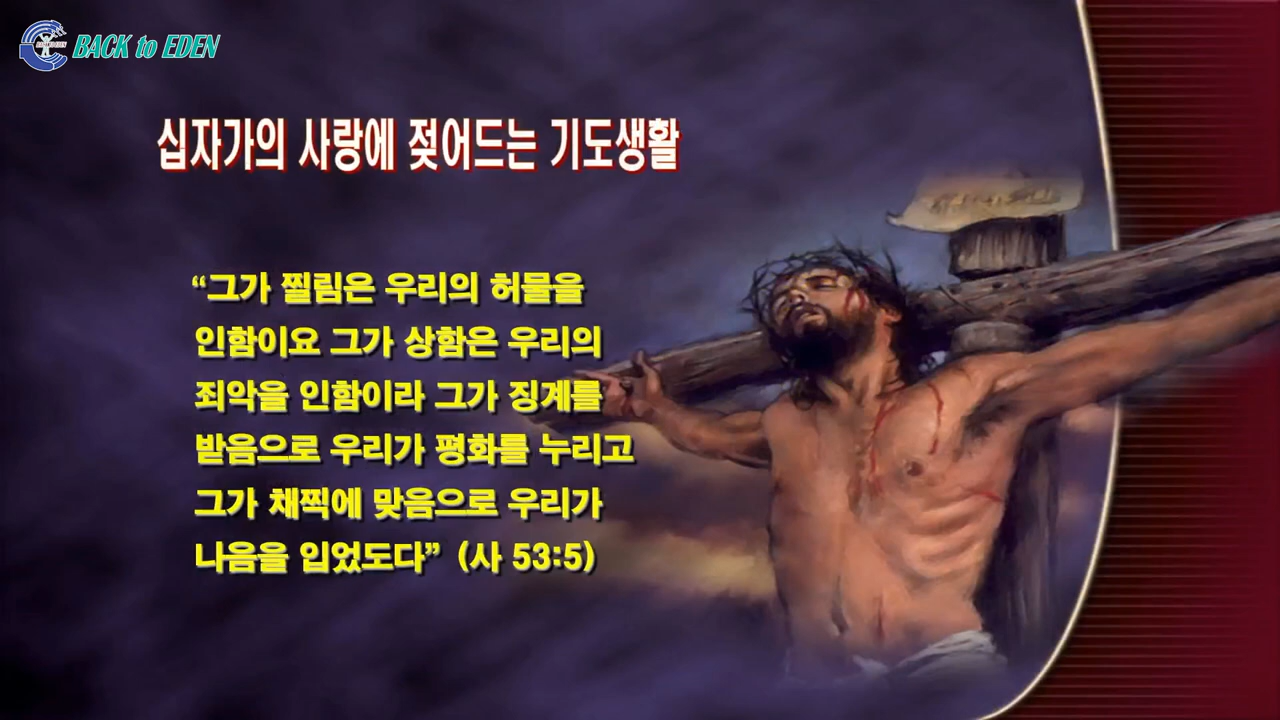 BACK to EDEN
십자가의 사랑에 젖어드는 기도생활
“그가 찔림은 우리의 허물을
인함이요 그가 상함은 우리의
죄악을 인함이라 그가 징계를
받음으로 우리가 평화를 누리고
그가 채찍에 맞음으로 우리가
나음을 입었도다” (사 53:5)